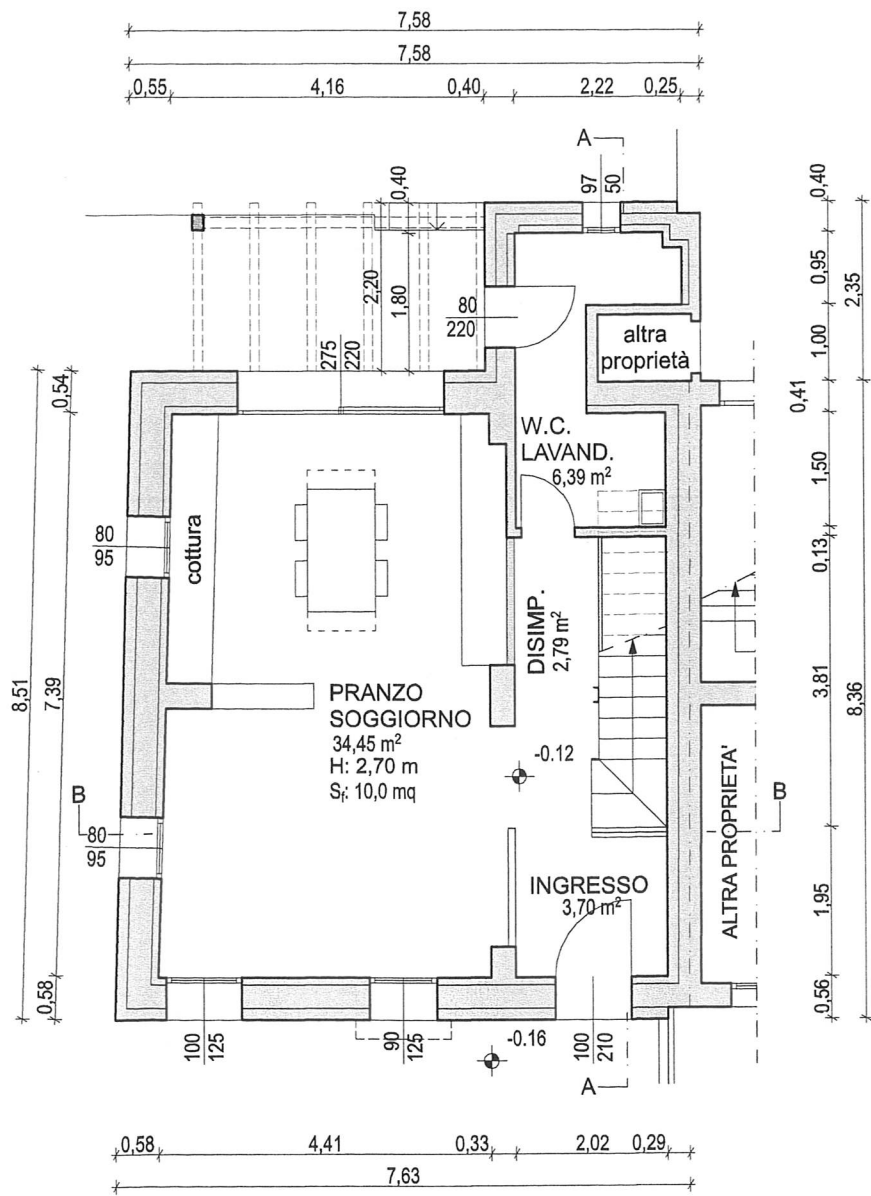 7,58
7,58
0,55 4,16 0,40 2,22 0,25
A
97
50
0,40
0,40
0,95
2,35
2,20
1,80
80
220
altra
proprietà
1,00
275
220
0,54
0,41
W.C.
LAVAND.
6,39 m²
1,50
80
95
cottura
0,13
DISIMP.
2,79 m²
8,51
7,39
PRANZO
SOGGIORNO
34,45 m²
H: 2,70 m
Sf: 10,0 mq
3,81
8,36
-0.12
B
80
95
B
ALTRA PROPRIETA'
INGRESSO
3,70 m²
1,95
0,58
0,56
100
125
90
125
-0.16
100
210
A
0,58 4,41 0,33 2,02 0,29
7,63